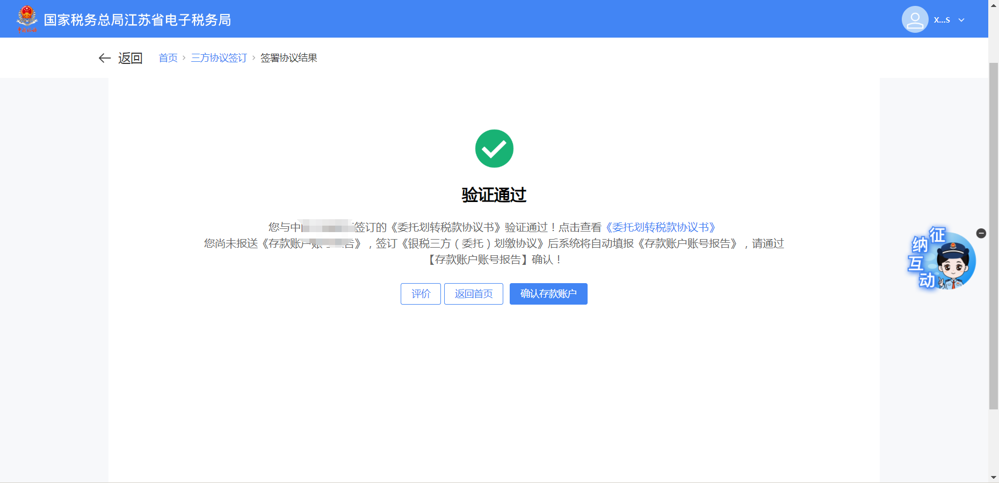 国家税务总局江苏省电子税务局
X...S
返回 首页 > 三方协议签订 > 签署协议结果
验证通过
您与中 签订的《委托划转税款协议书》验证通过！点击查看《委托划转税款协议书》
您尚未报送《存款账户账号报告》，签订《银税三方（委托）划缴协议》后系统将自动填报《存款账户账号报告》，请通过
【存款账户账号报告】确认！
评价 返回首页 确认存款账户
征
纳
互
动